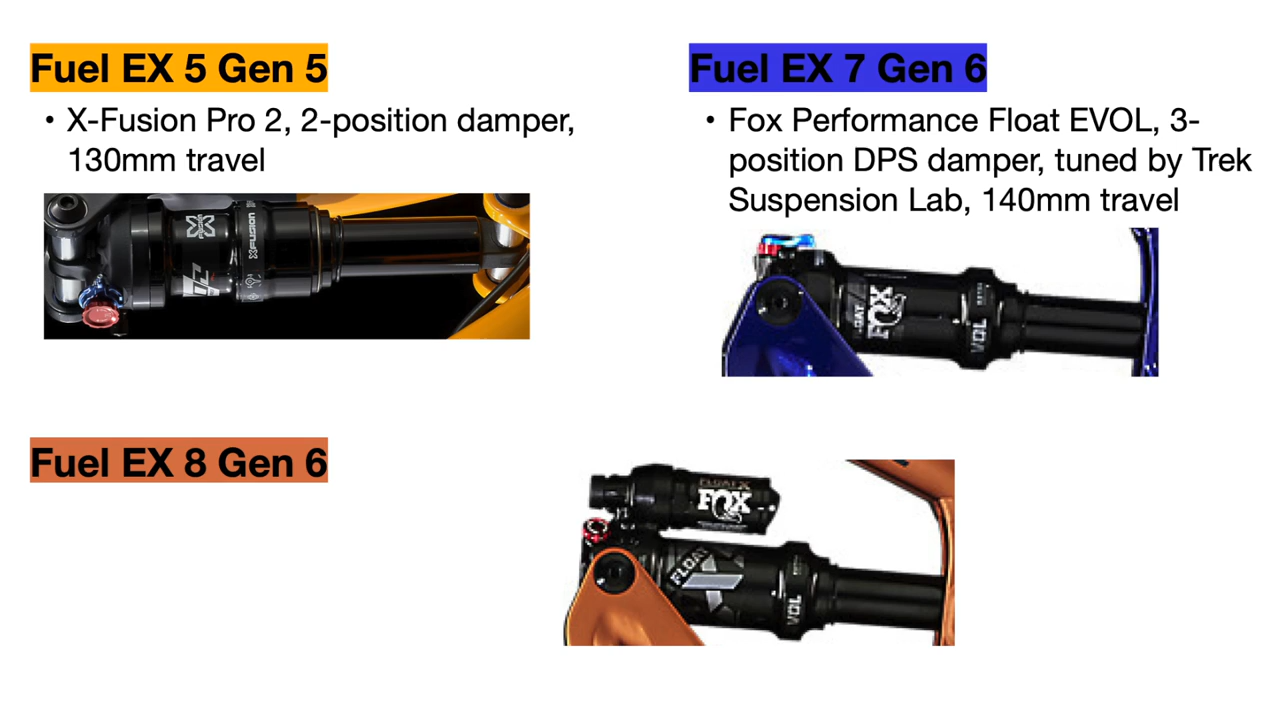 Fuel EX 5 Gen 5
• X-Fusion Pro 2, 2-position damper,
130mm travel
X FUSION
Fuel EX 7 Gen 6
• Fox Performance Float EVOL, 3-
position DPS damper, tuned by Trek
Suspension Lab, 140mm travel
FOX
VOL
Fuel EX 8 Gen 6
FLOAT X
FOX
FLOAT
X
VOL